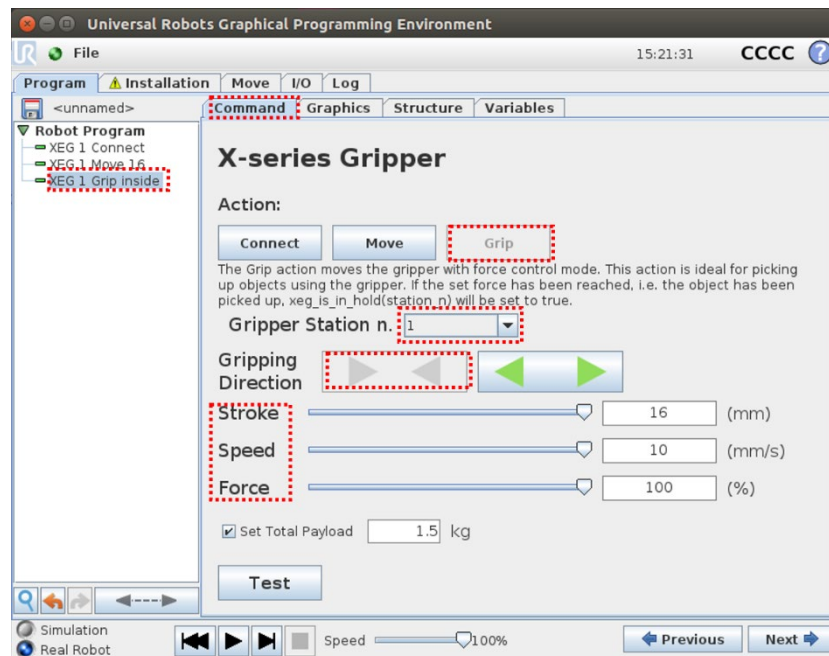 Universal Robots Graphical Programming Environment
UR File 15:21:31 CCCC ?
Program Installation Move I/O Log
<unnamed> Command Graphics Structure Variables
Robot Program
XEG 1 Connect
XEG 1 Move 16
XEG 1 Grip inside
X-series Gripper
Action:
Connect Move Grip
The Grip action moves the gripper with force control mode. This action is ideal for picking
up objects using the gripper. If the set force has been reached, i.e. the object has been
picked up, xeg_is_in_hold(station_n) will be set to true.
Gripper Station n. 1
Gripping
Direction
Stroke 16 (mm)
Speed 10 (mm/s)
Force 100 (%)
Set Total Payload 1.5 kg
Test
Simulation
Real Robot
Speed 100% Previous Next